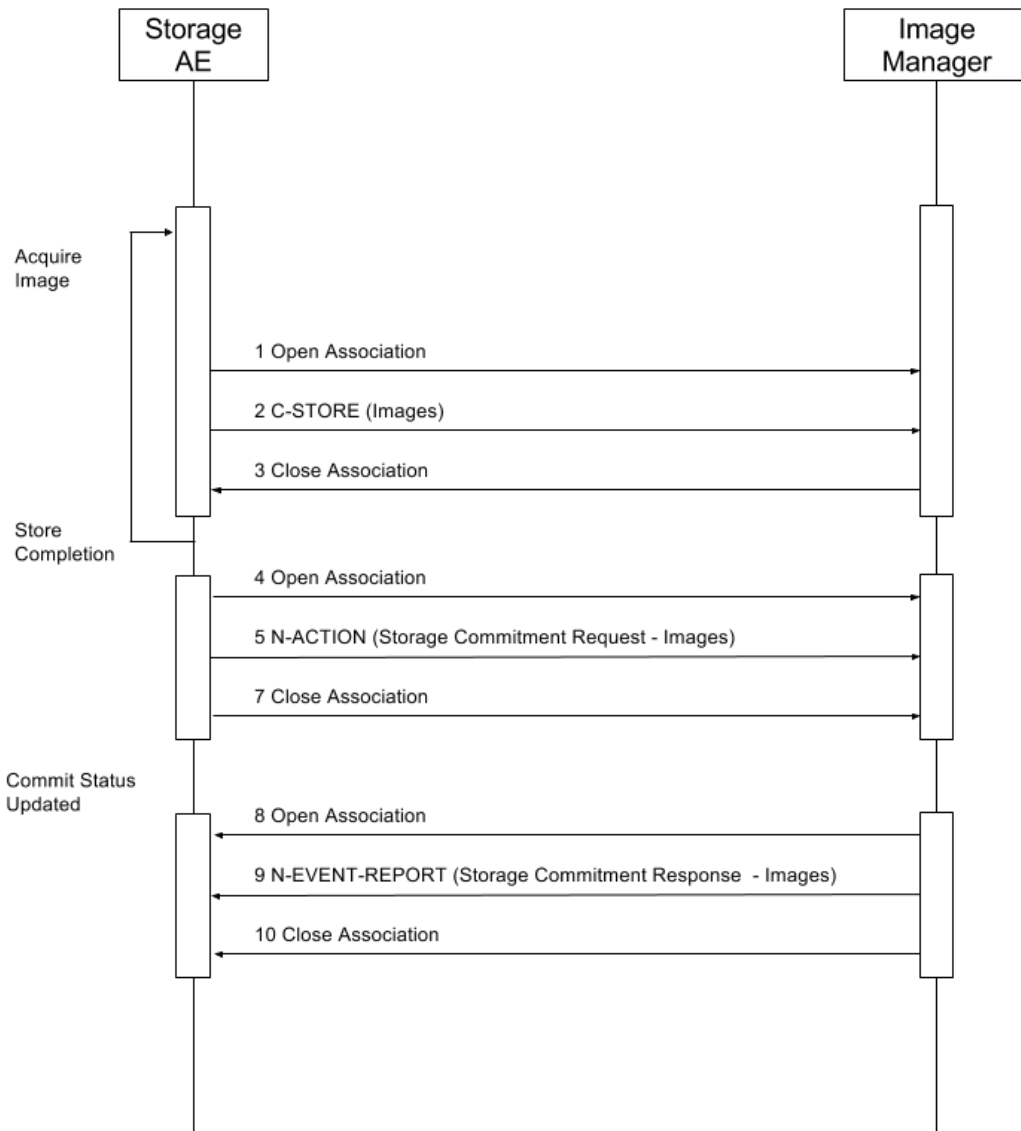 Storage
AE
Image
Manager
Acquire
Image
1 Open Association
2 C-STORE (Images)
3 Close Association
Store
Completion
4 Open Association
5 N-ACTION (Storage Commitment Request - Images)
7 Close Association
Commit Status
Updated
8 Open Association
9 N-EVENT-REPORT (Storage Commitment Response - Images)
10 Close Association